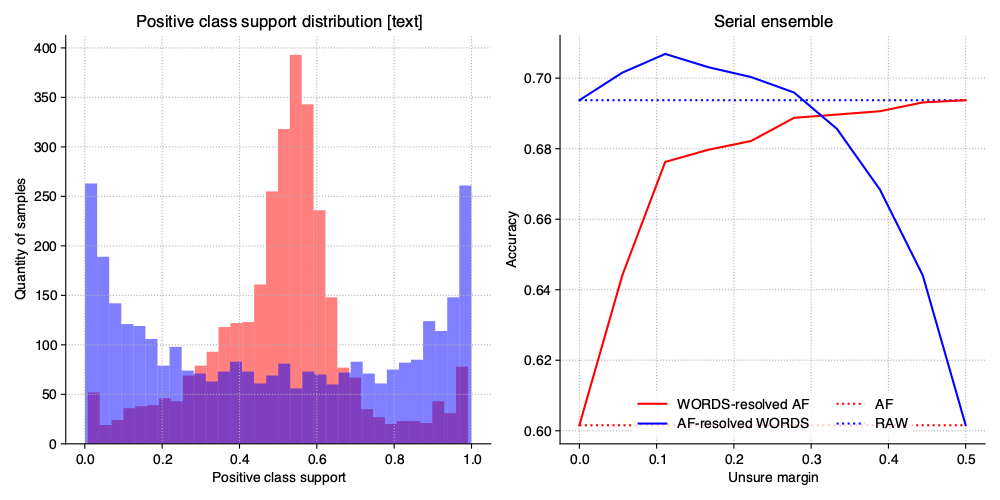 Positive class support distribution [text]
Quantity of samples
400
350
300
250
200
150
100
50
0
0.0 0.2 0.4 0.6 0.8 1.0
Positive class support
Serial ensemble
Accuracy
0.70
0.68
0.66
0.64
0.62
0.60
WORDS-resolved AF
AF-resolved WORDS
AF
RAW
0.0 0.1 0.2 0.3 0.4 0.5
Unsure margin